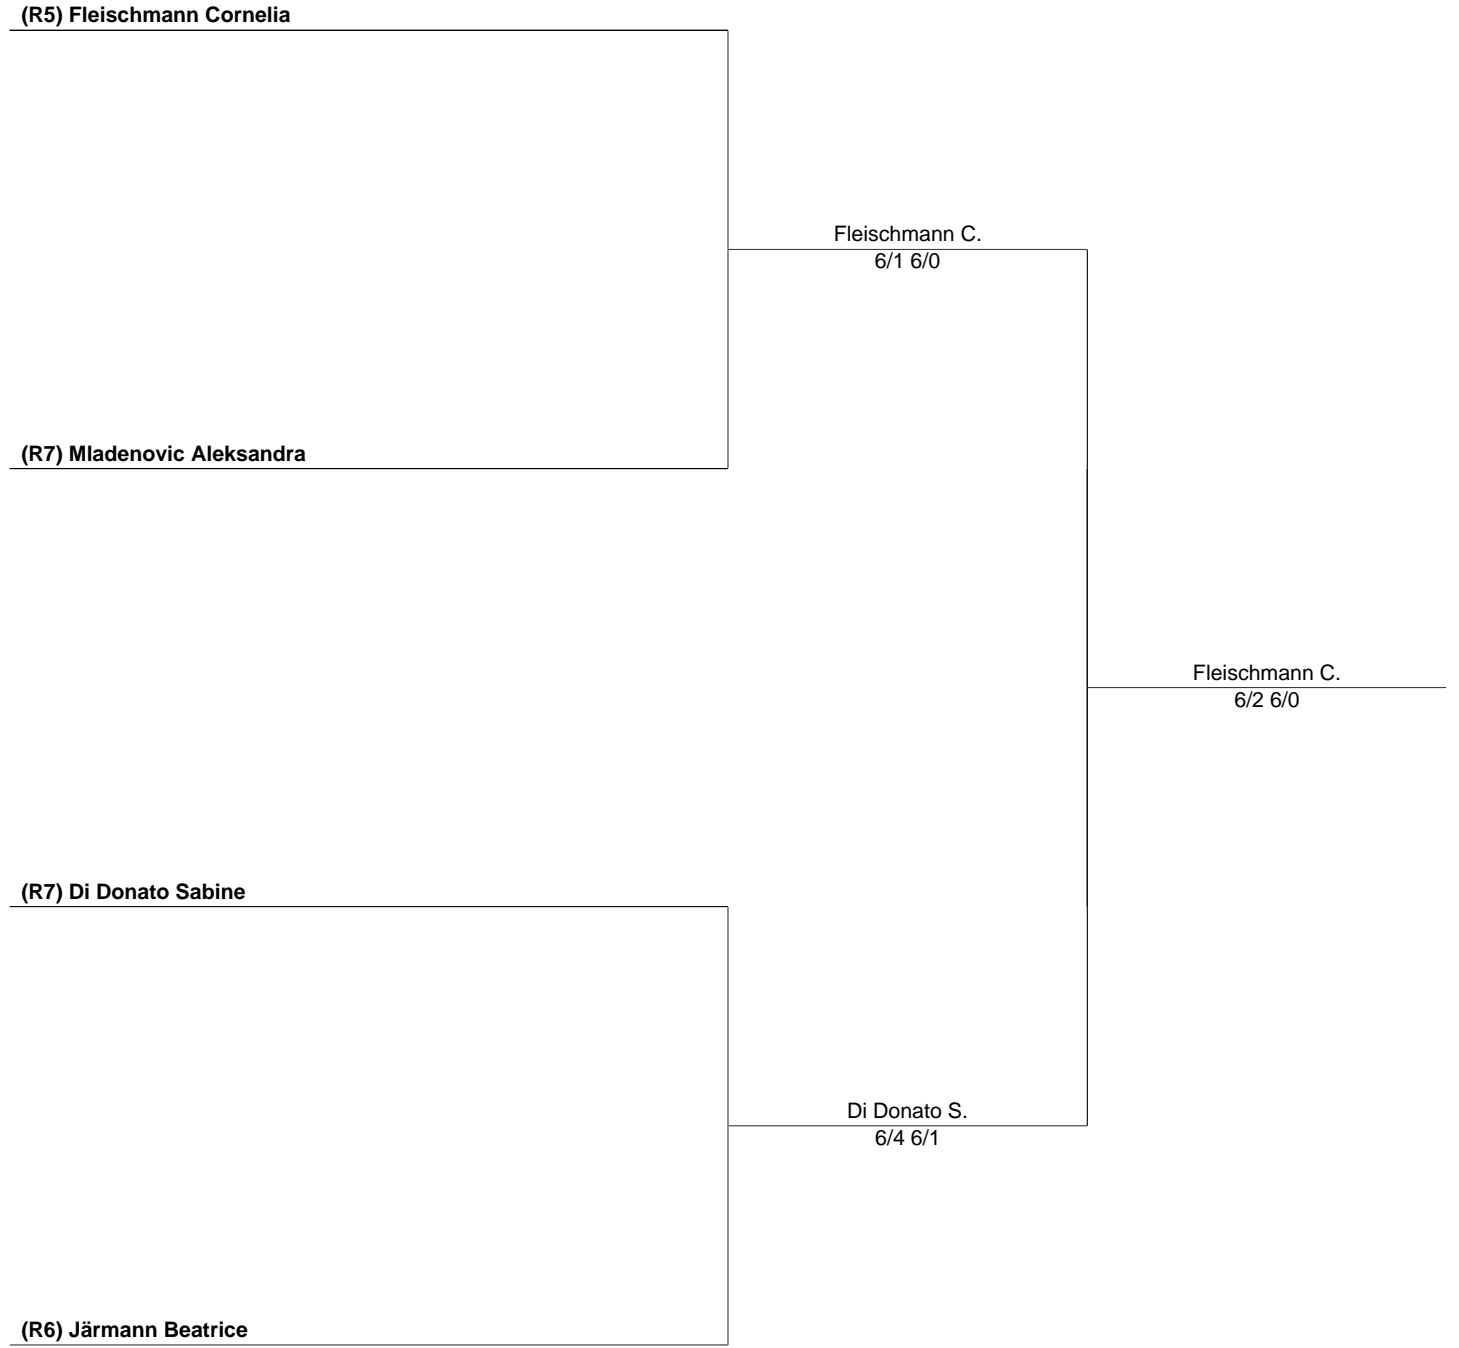 (R5) Fleischmann Cornelia
Fleischmann C.
6/1 6/0
(R7) Mladenovic Aleksandra
Fleischmann C.
6/2 6/0
(R7) Di Donato Sabine
Di Donato S.
6/4 6/1
(R6) Järmann Beatrice